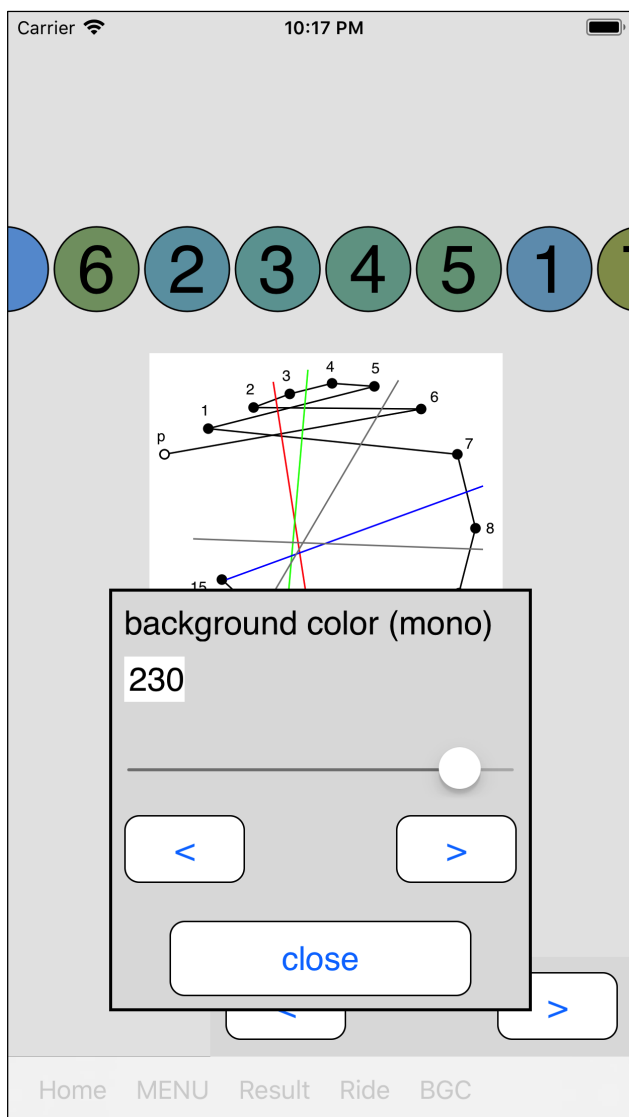 Carrier 10:17 PM
6 2 3 4 5 1
4 5
3
2 6
1
p 7
8
15
background color (mono)
230
< >
close
< >
Home MENU Result Ride BGC